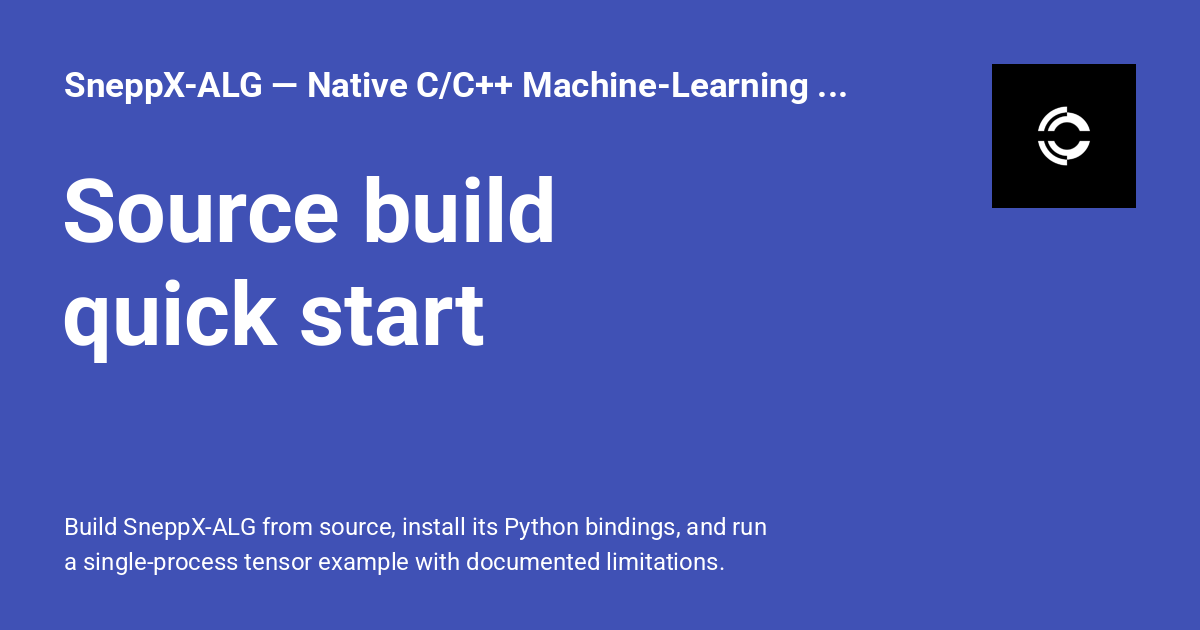 SneppX-ALG — Native C/C++ Machine-Learning ...
Source build
quick start
Build SneppX-ALG from source, install its Python bindings, and run
a single-process tensor example with documented limitations.